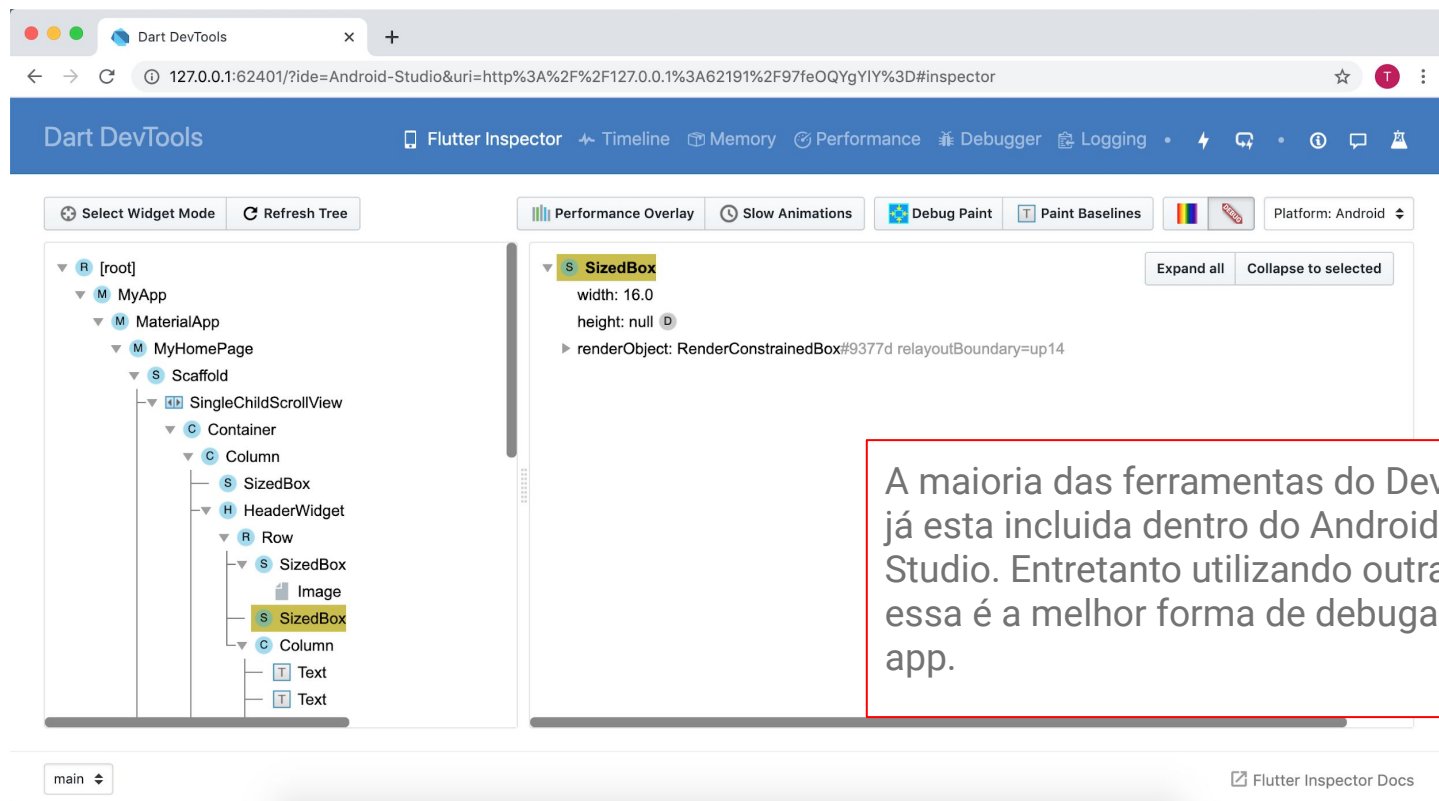 Dart DevTools
127.0.0.1:62401/?ide=Android-Studio&uri=http%3A%2F%2F127.0.0.1%3A62191%2F97feOQYgYIY%3D#inspector
T
Dart DevTools
Flutter Inspector Timeline Memory Performance Debugger Logging
Select Widget Mode Refresh Tree
Performance Overlay Slow Animations Debug Paint Paint Baselines DEBUG Platform: Android
R [root]
M MyApp
M MaterialApp
M MyHomePage
S Scaffold
SingleChildScrollView
C Container
C Column
S SizedBox
H HeaderWidget
R Row
S SizedBox
Image
S SizedBox
C Column
T Text
T Text
S SizedBox
Expand all Collapse to selected
width: 16.0
height: null D
renderObject: RenderConstrainedBox#9377d relayoutBoundary=up14
A maioria das ferramentas do Dev
já esta incluida dentro do Android
Studio. Entretanto utilizando outra
essa é a melhor forma de debuga
app.
main
Flutter Inspector Docs